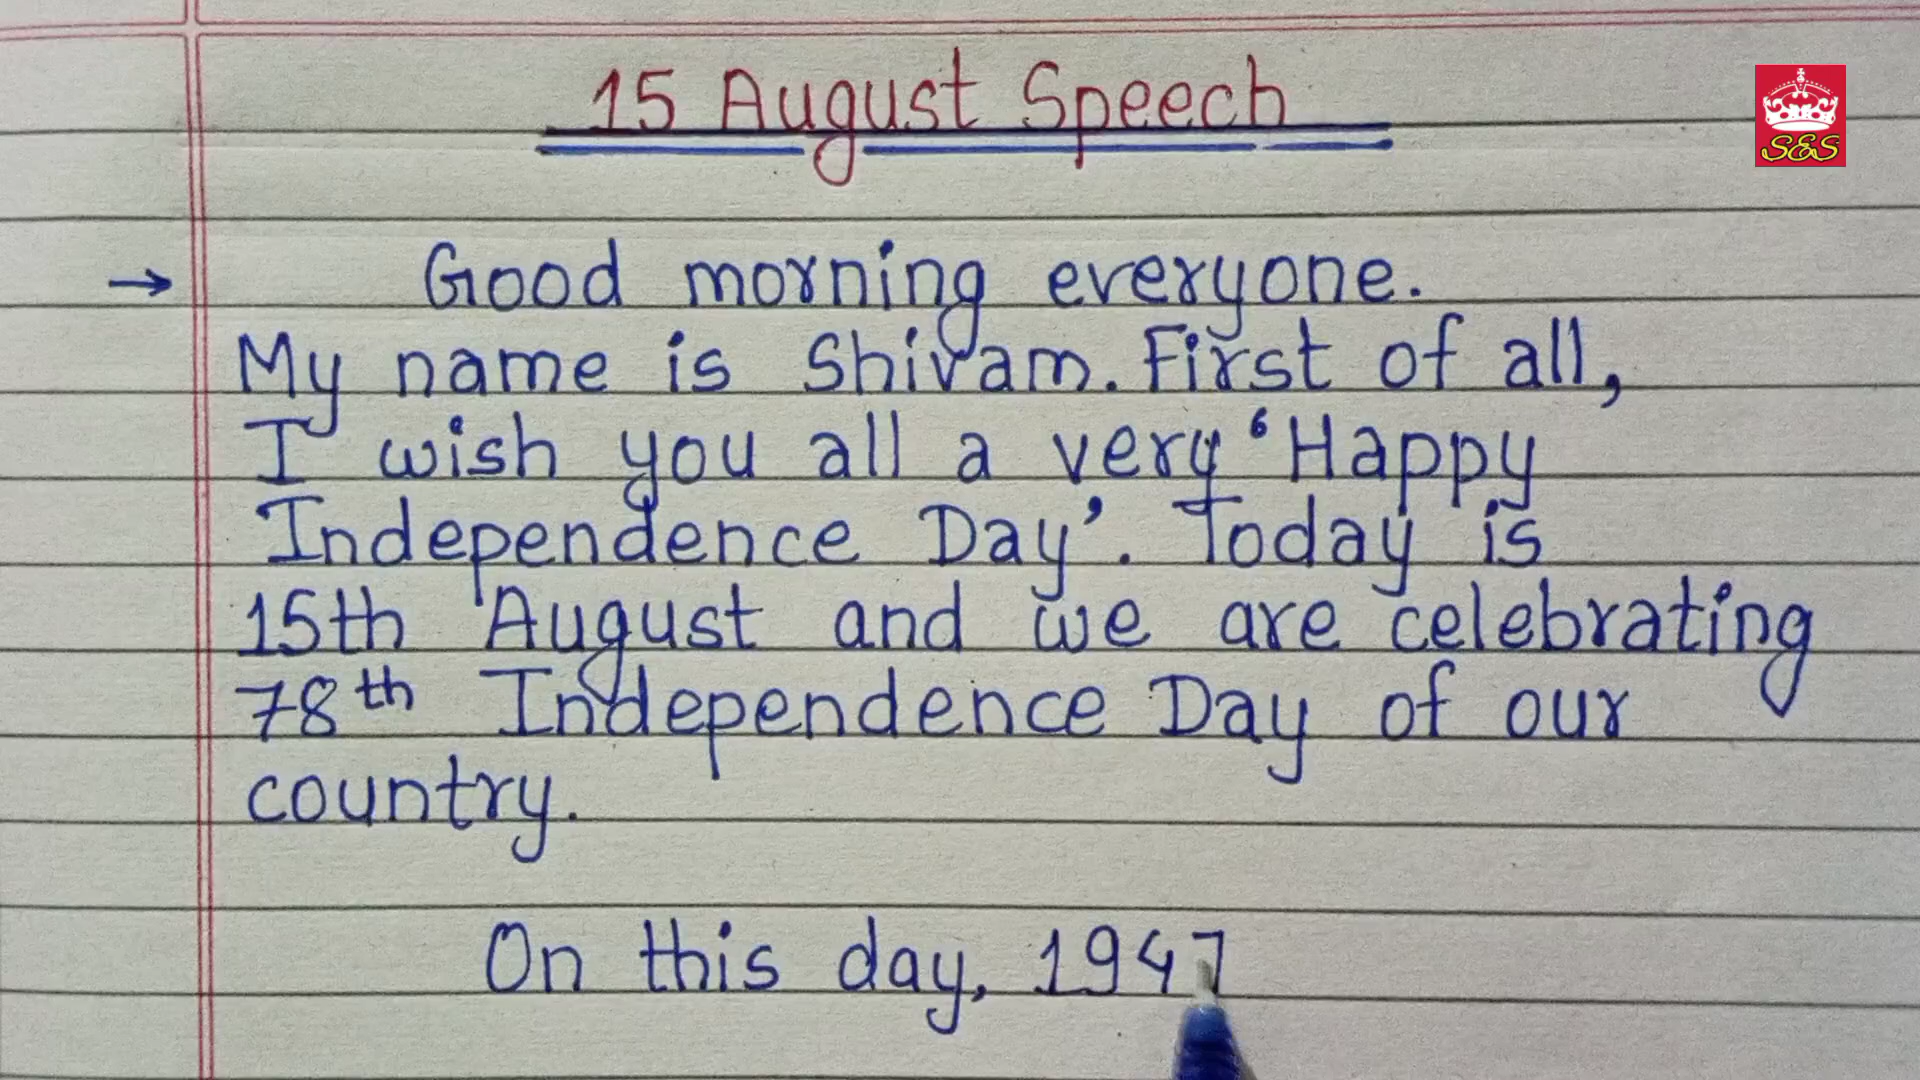 15 August Speech
S&S
→ Good morning everyone.
My name is Shivam. First of all,
I wish you all a very 'Happy
Independence Day'. Today is
15th August and we are celebrating
78th Independence Day of our
country.
On this day, 1947